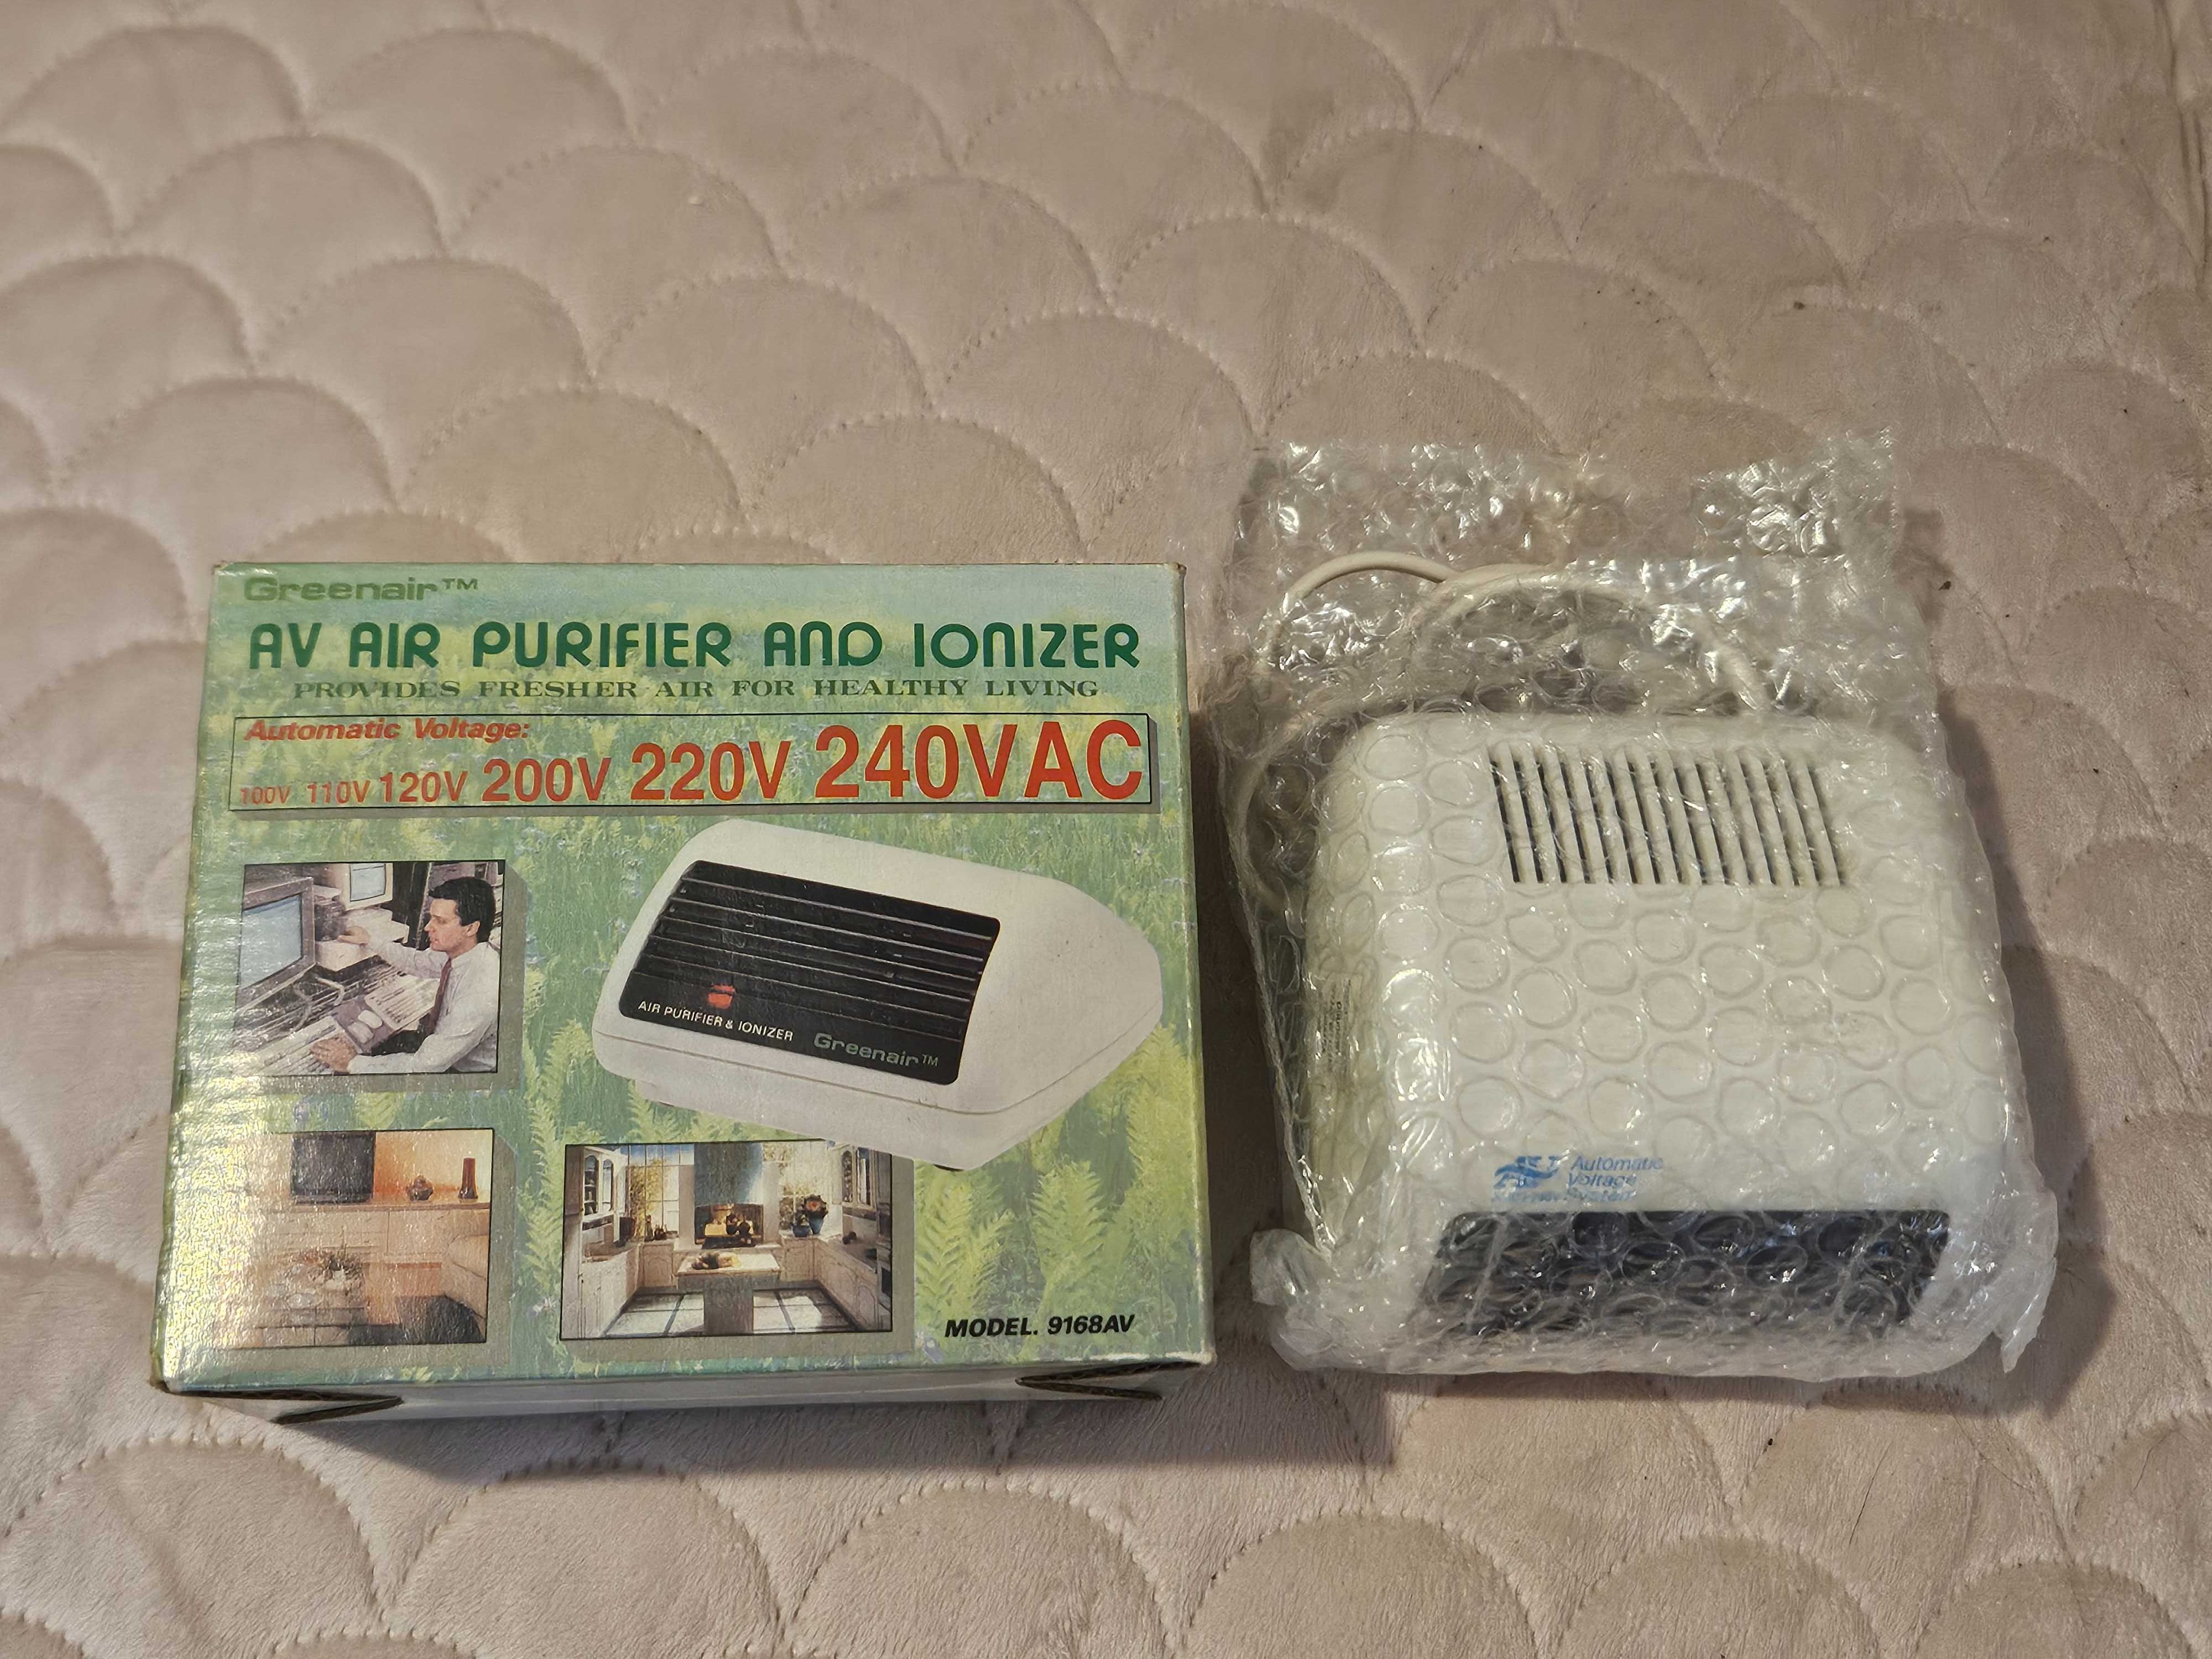 Greenair™
AV AIR PURIFIER AND IONIZER
PROVIDES FRESHER AIR FOR HEALTHY LIVING
Automatic Voltage:
100V 110V 120V 200V 220V 240VAC
AIR PURIFIER & IONIZER
Greenair™
MODEL. 9168AV
Automatic
Voltage
System